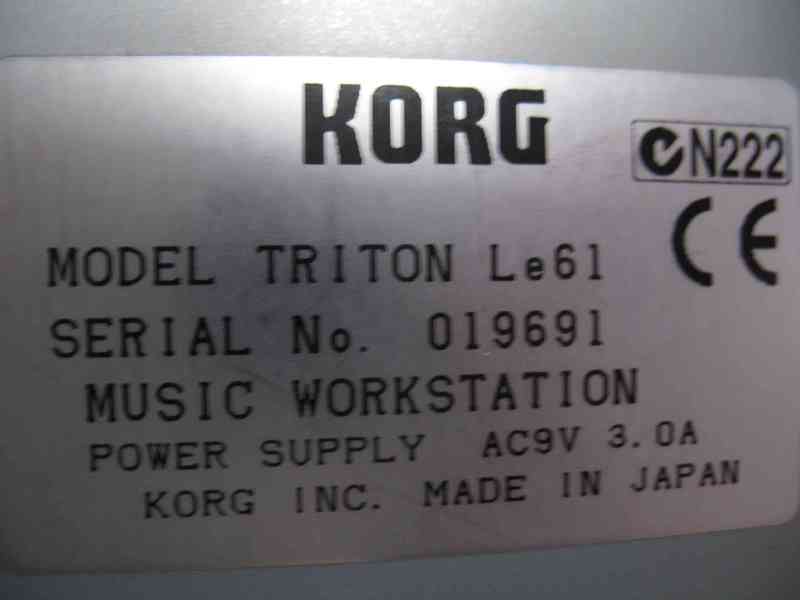 KORG
N222
CE
MODEL TRITON Le61
SERIAL No. 019691
MUSIC WORKSTATION
POWER SUPPLY AC9V 3.0A
KORG INC. MADE IN JAPAN